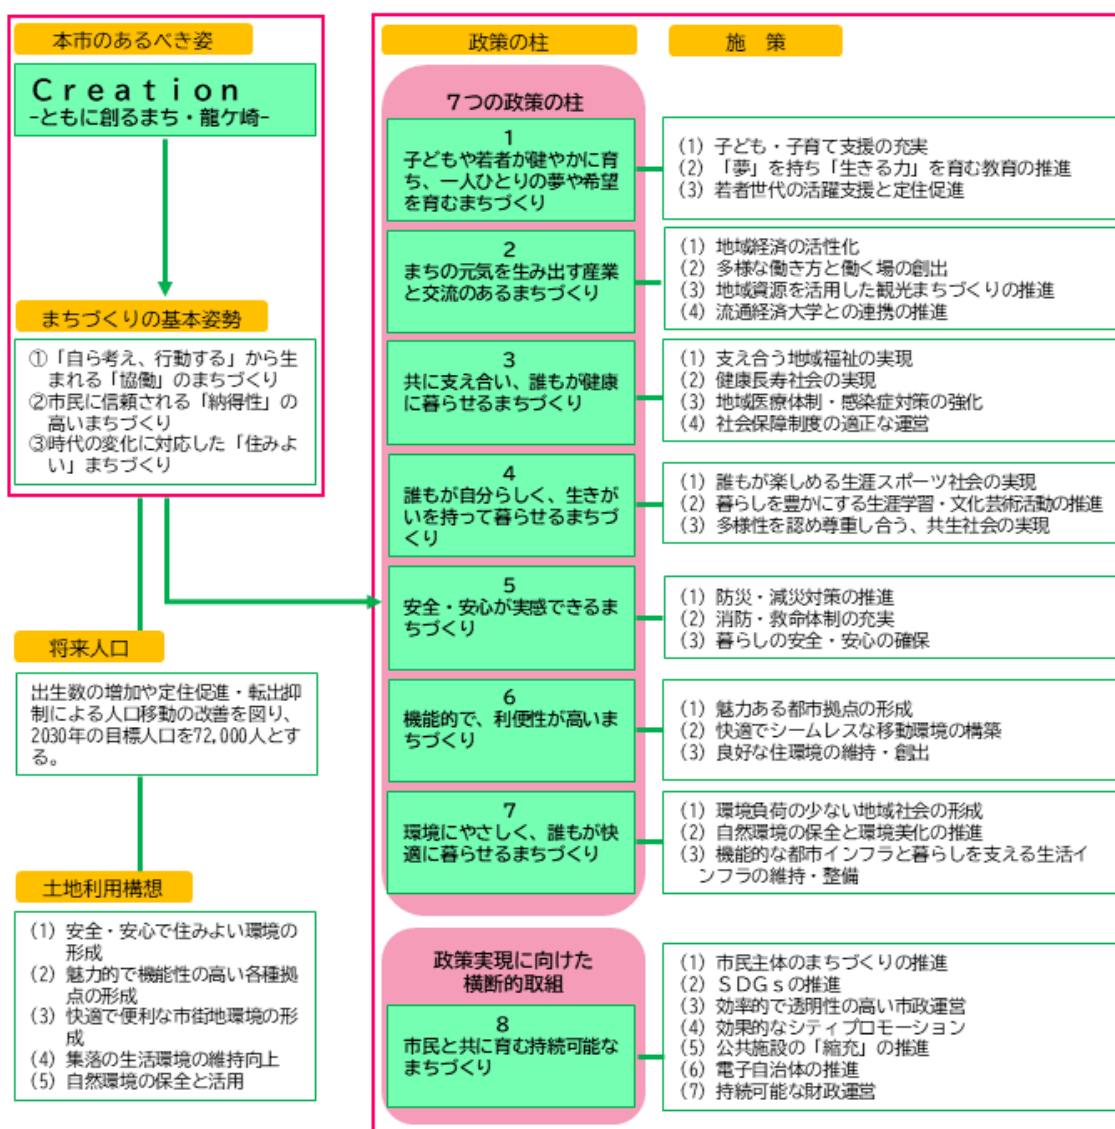 本市のあるべき姿
Creation
-ともに創るまち・龍ケ崎-
まちづくりの基本姿勢
①「自ら考え、行動する」から生
まれる「協働」のまちづくり
②市民に信頼される「納得性」の
高いまちづくり
③時代の変化に対応した「住みよ
い」まちづくり
将来人口
出生数の増加や定住促進・転出抑
制による人口移動の改善を図り、
2030年の目標人口を72,000人とす
る。
土地利用構想
(1) 安全・安心で住みよい環境の
形成
(2) 魅力的で機能性の高い各種拠
点の形成
(3) 快適で便利な市街地環境の形
成
(4) 集落の生活環境の維持向上
(5) 自然環境の保全と活用
政策の柱
施 策
7つの政策の柱
1
子どもや若者が健やかに育
ち、一人ひとりの夢や希望
を育むまちづくり
(1) 子ども・子育て支援の充実
(2) 「夢」を持ち「生きる力」を育む教育の推進
(3) 若者世代の活躍支援と定住促進
2
まちの元気を生み出す産業
と交流のあるまちづくり
(1) 地域経済の活性化
(2) 多様な働き方と働く場の創出
(3) 地域資源を活用した観光まちづくりの推進
(4) 流通経済大学との連携の推進
3
共に支え合い、誰もが健康
に暮らせるまちづくり
(1) 支え合う地域福祉の実現
(2) 健康長寿社会の実現
(3) 地域医療体制・感染症対策の強化
(4) 社会保障制度の適正な運営
4
誰もが自分らしく、生きが
いを持って暮らせるまちづ
くり
(1) 誰もが楽しめる生涯スポーツ社会の実現
(2) 暮らしを豊かにする生涯学習・文化芸術活動の推進
(3) 多様性を認め尊重し合う、共生社会の実現
5
安全・安心が実感できるま
ちづくり
(1) 防災・減災対策の推進
(2) 消防・救命体制の充実
(3) 暮らしの安全・安心の確保
6
機能的で、利便性が高いま
ちづくり
(1) 魅力ある都市拠点の形成
(2) 快適でシームレスな移動環境の構築
(3) 良好な住環境の維持・創出
7
環境にやさしく、誰もが快
適に暮らせるまちづくり
(1) 環境負荷の少ない地域社会の形成
(2) 自然環境の保全と環境美化の推進
(3) 機能的な都市インフラと暮らしを支える生活イ
ンフラの維持・整備
政策実現に向けた
横断的取組
8
市民と共に育む持続可能な
まちづくり
(1) 市民主体のまちづくりの推進
(2) SDGsの推進
(3) 効率的で透明性の高い市政運営
(4) 効果的なシティプロモーション
(5) 公共施設の「縮充」の推進
(6) 電子自治体の推進
(7) 持続可能な財政運営